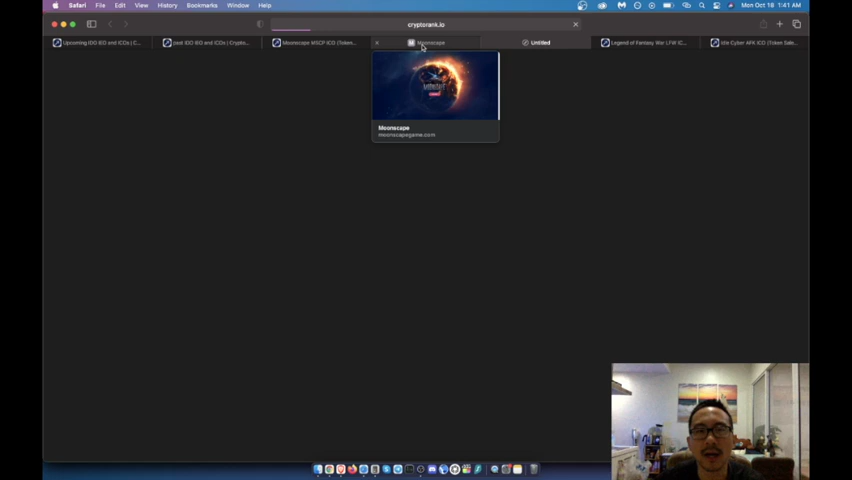 Safari File Edit View History Bookmarks Window Help
Mon Oct 18 1:41 AM
cryptorank.io
Upcoming IDO IEO and ICOs | C...
past IDO IEO and ICOs | Crypto...
Moonscape MSCP ICO (Token...
Moonscape
Untitled
Legend of Fantasy War LFW IC...
Idle Cyber AFK ICO (Token Sale...
Moonscape
moonscapegame.com